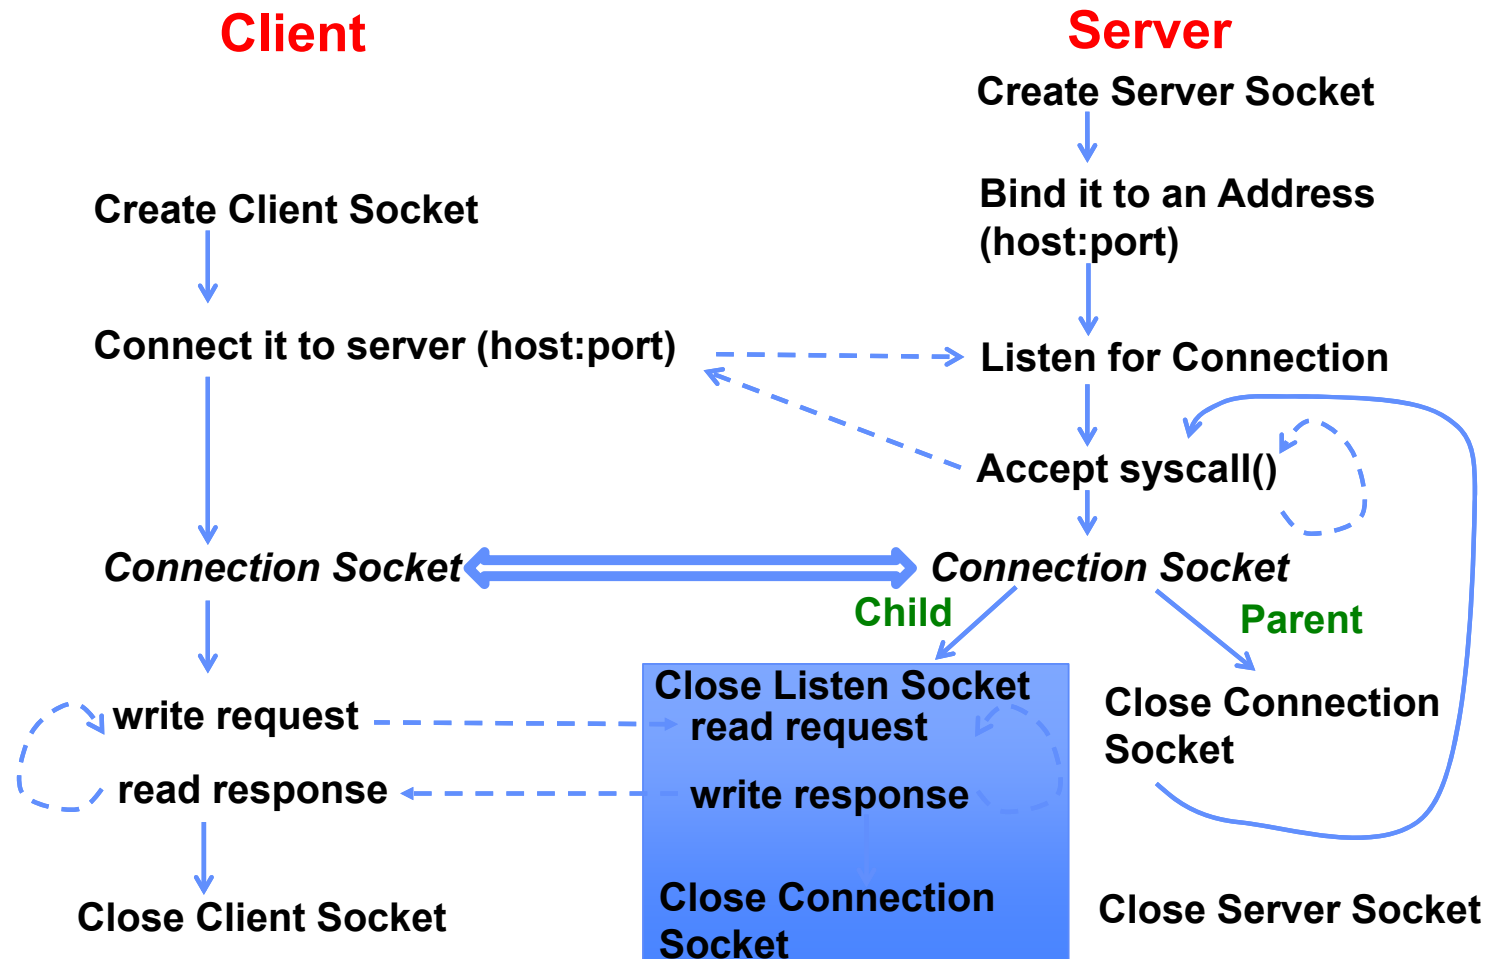 Client
Server
Create Server Socket
Create Client Socket
Bind it to an Address
(host:port)
Connect it to server (host:port)
Listen for Connection
Accept syscall()
Connection Socket
Connection Socket
Child
Parent
Close Listen Socket
write request
read request
Close Connection
Socket
read response
write response
Close Client Socket
Close Connection
Socket
Close Server Socket